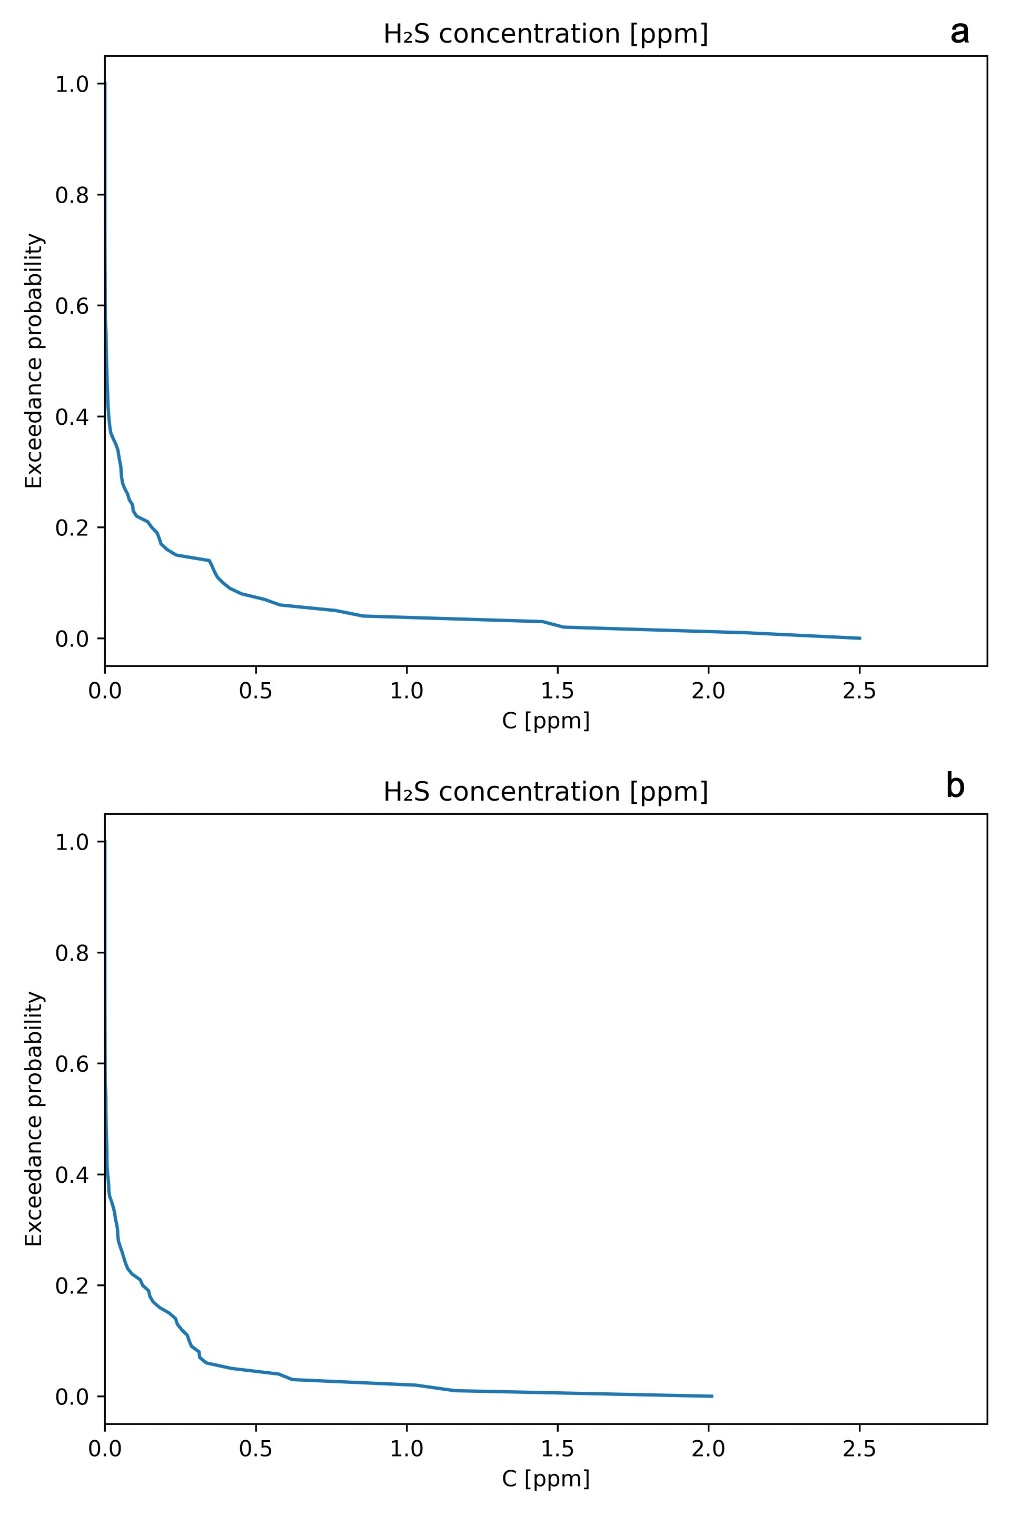 H₂S concentration [ppm]
a
1.0
0.8
0.6
0.4
0.2
0.0
Exceedance probability
0.0 0.5 1.0 1.5 2.0 2.5
C [ppm]
H₂S concentration [ppm]
b
1.0
0.8
0.6
0.4
0.2
0.0
Exceedance probability
0.0 0.5 1.0 1.5 2.0 2.5
C [ppm]